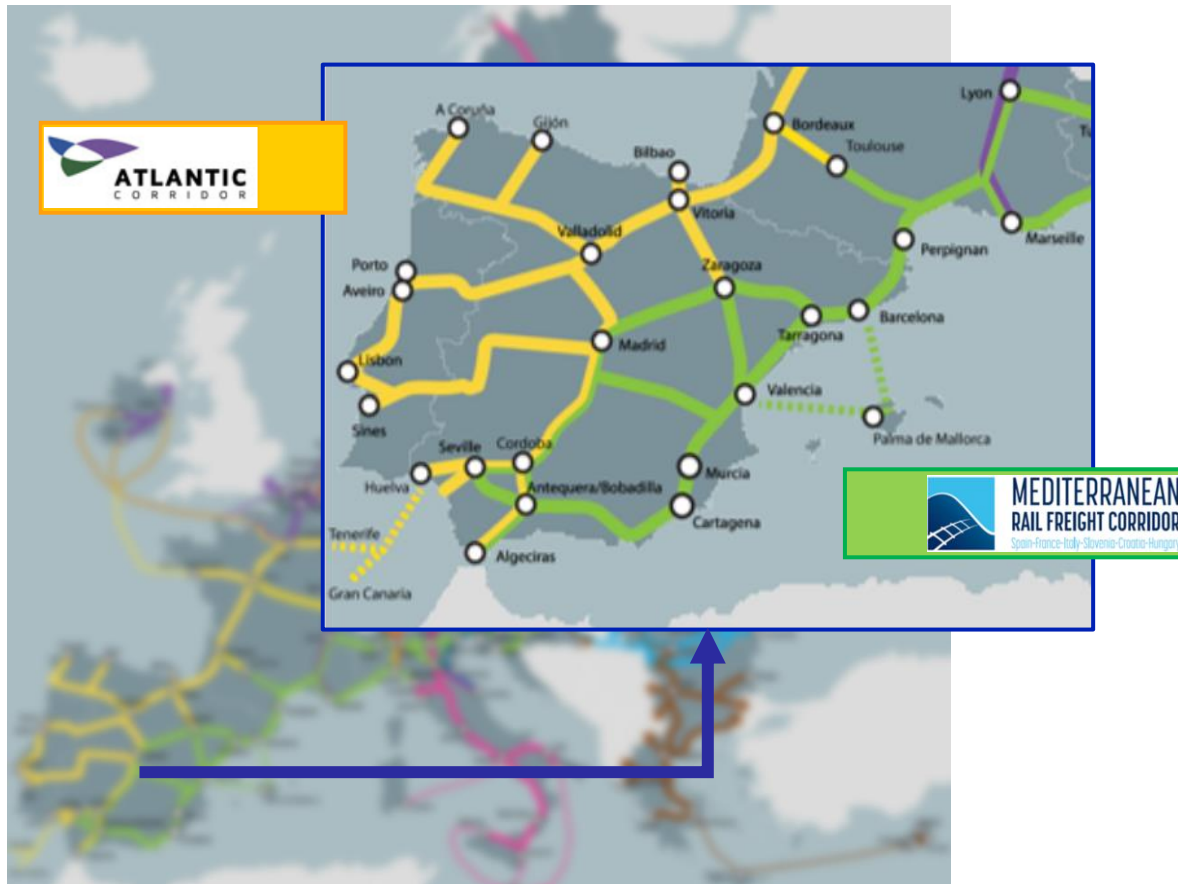 A Coruña
Gijón
Bilbao
Bordeaux
Toulouse
Lyon
ATLANTIC
CORRIDOR
Vitoria
Valladolid
Marseille
Perpignan
Porto
Aveiro
Zaragoza
Barcelona
Tarragona
Madrid
Lisbon
Valencia
Sines
Palma de Mallorca
Seville
Cordoba
Murcia
Huelva
Antequera/Bobadilla
Cartagena
Tenerife
Algeciras
Gran Canaria
MEDITERRANEAN
RAIL FREIGHT CORRIDOR
Spain-France-Italy-Slovenia-Croatia-Hungary